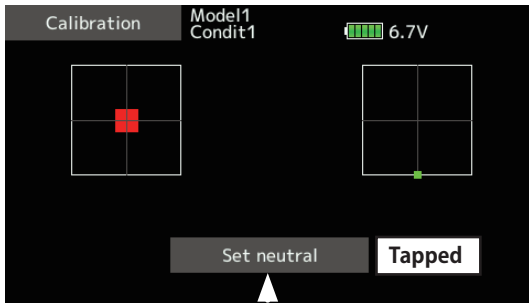 Calibration
Model1
Condit1
6.7V
Set neutral
Tapped